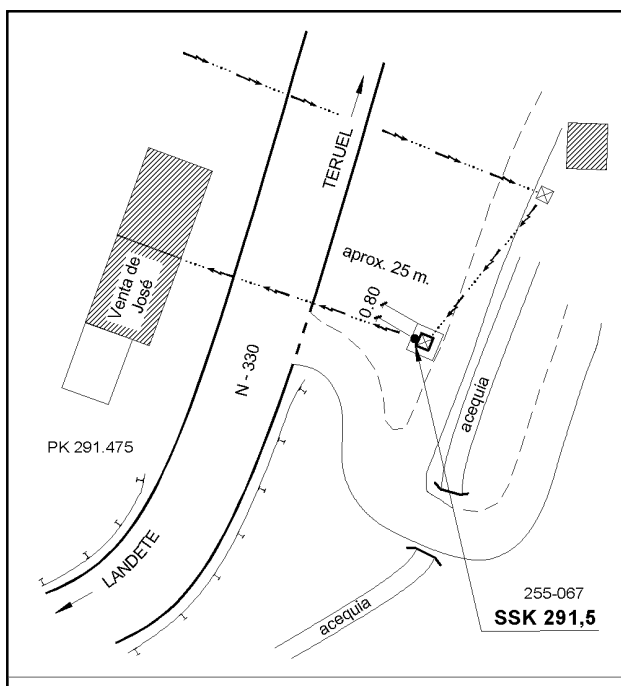 TERUEL
aprox. 25 m.
0.80
Venta de
José
N - 330
acequia
PK 291.475
LANDETE
acequia
255-067
SSK 291,5